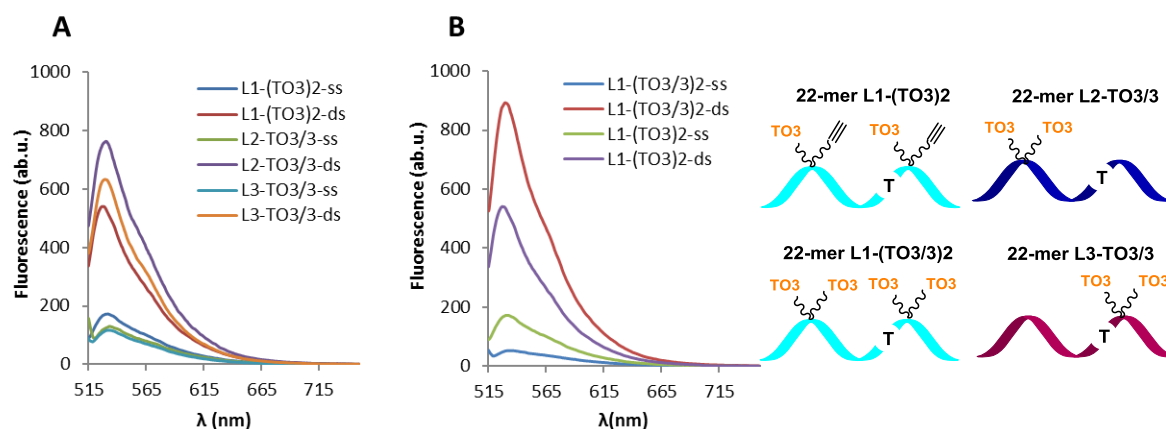 A
1000
800
600
400
200
0
Fluorescence (ab.u.)
515 565 615 665 715
λ (nm)
L1-(TO3)2-ss
L1-(TO3)2-ds
L2-TO3/3-ss
L2-TO3/3-ds
L3-TO3/3-ss
L3-TO3/3-ds
B
1000
800
600
400
200
0
Fluorescence (ab.u.)
515 565 615 665 715
λ(nm)
L1-(TO3/3)2-ss
L1-(TO3/3)2-ds
L1-(TO3)2-ss
L1-(TO3)2-ds
22-mer L1-(TO3)2
TO3 TO3
T
22-mer L2-TO3/3
TO3 TO3
T
22-mer L1-(TO3/3)2
TO3 TO3 TO3 TO3
T
22-mer L3-TO3/3
TO3 TO3
T